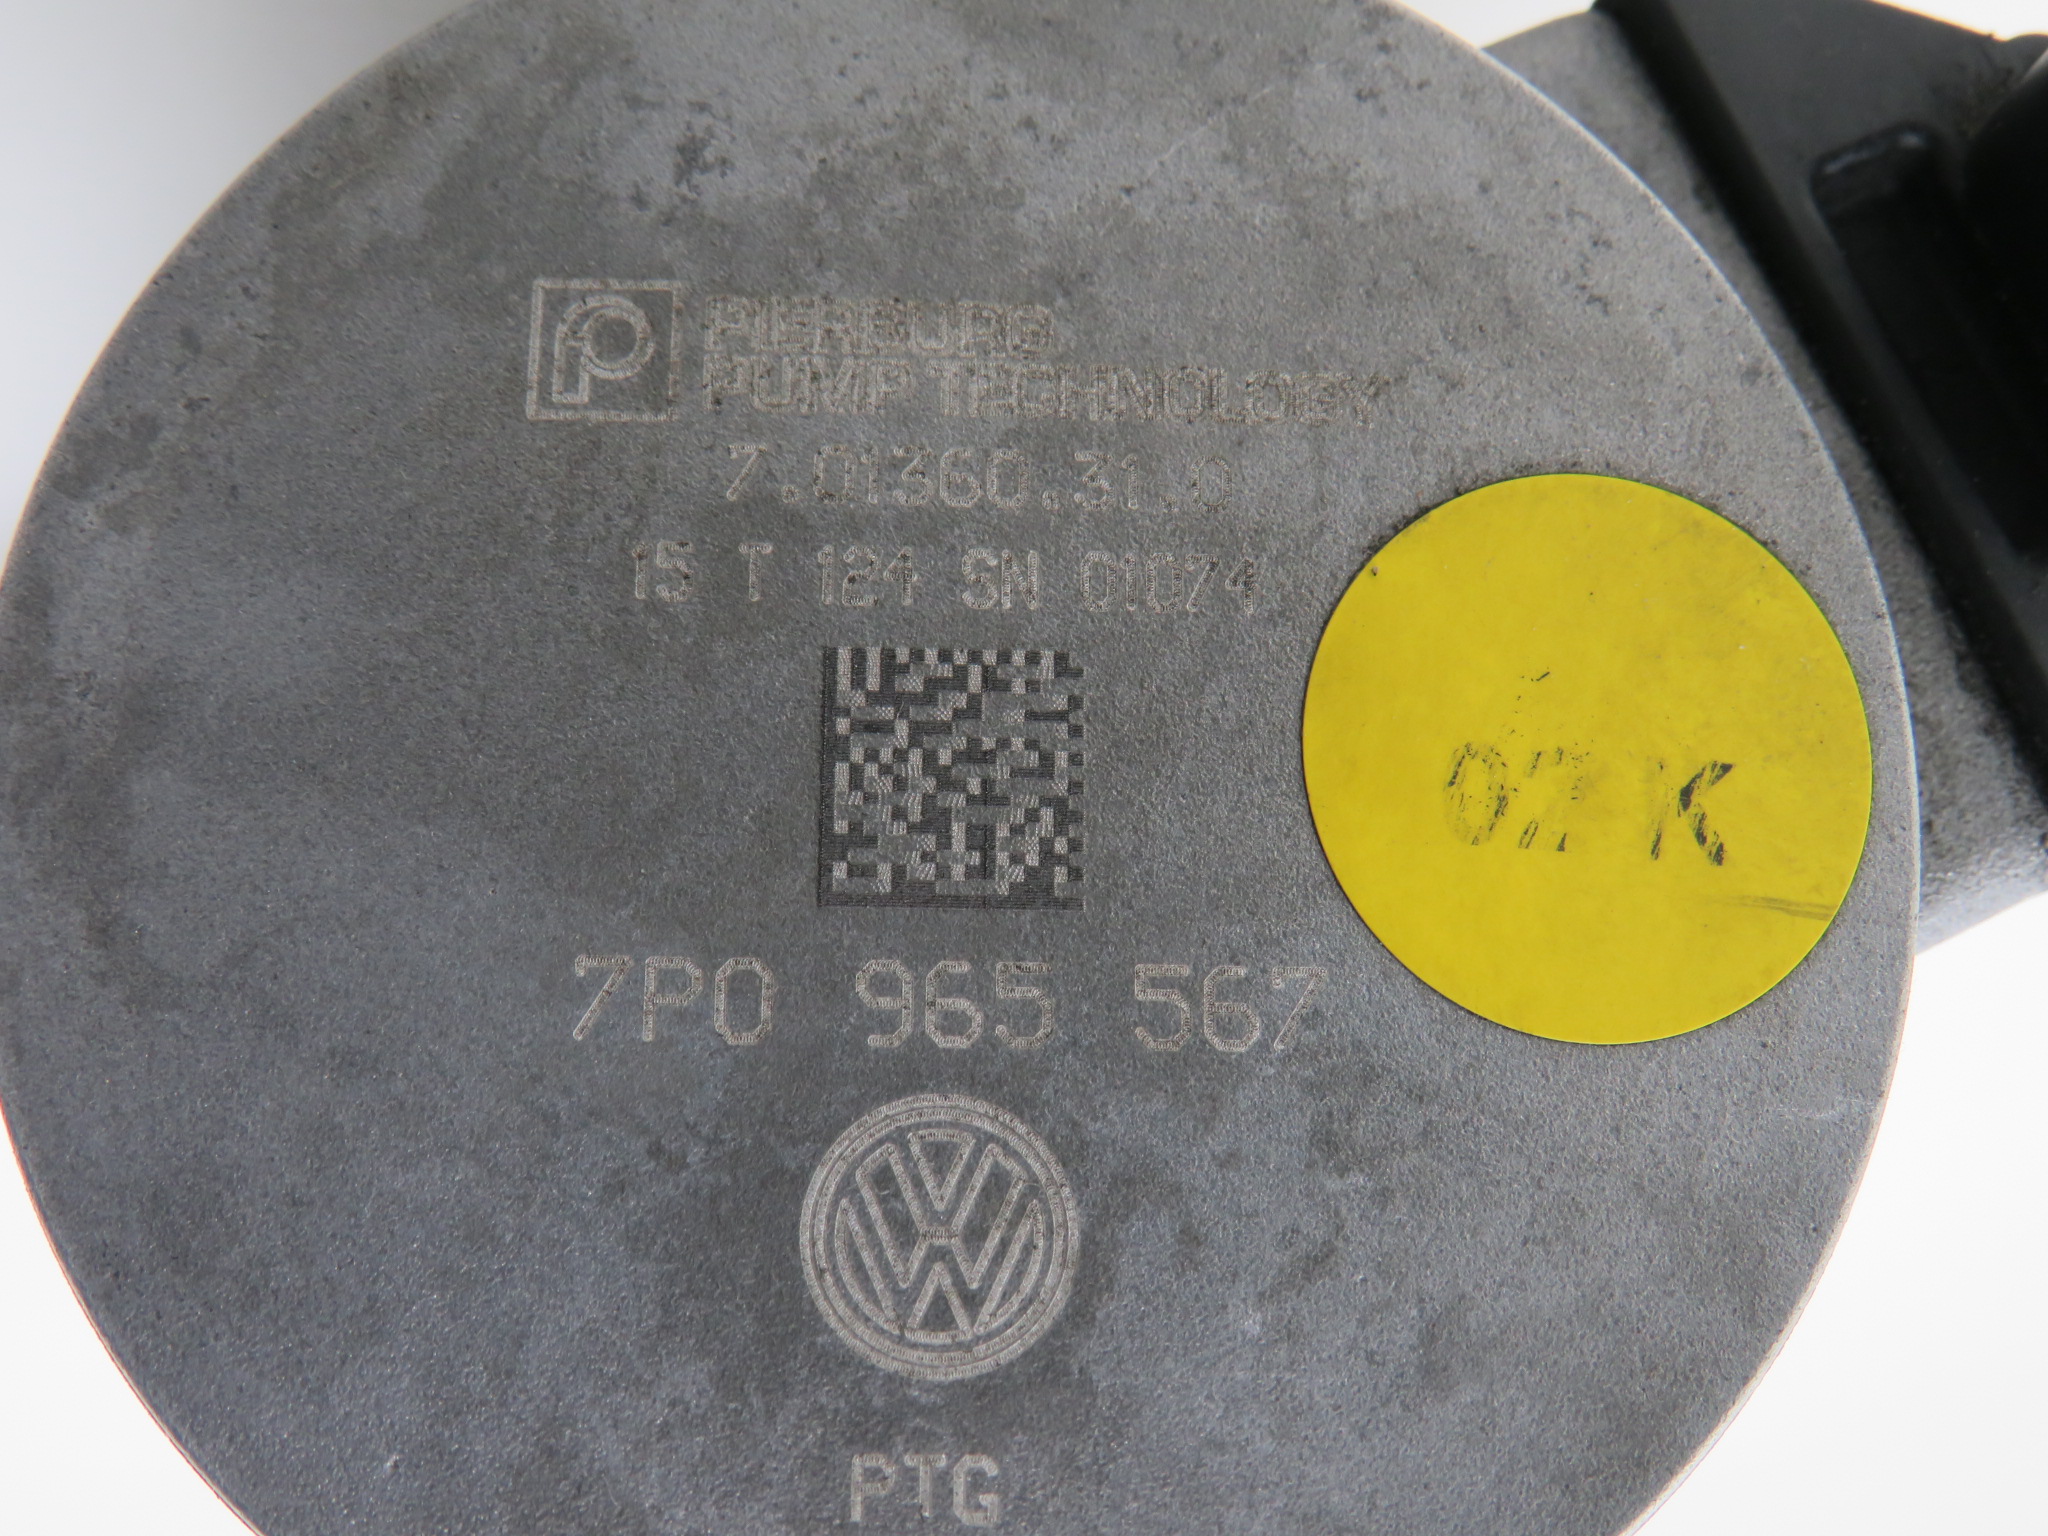 PIERBURG
PUMP TECHNOLOGY
7.01360.31.0
15 T 124 SN 01074
02 K
7P0 965 567
PTG